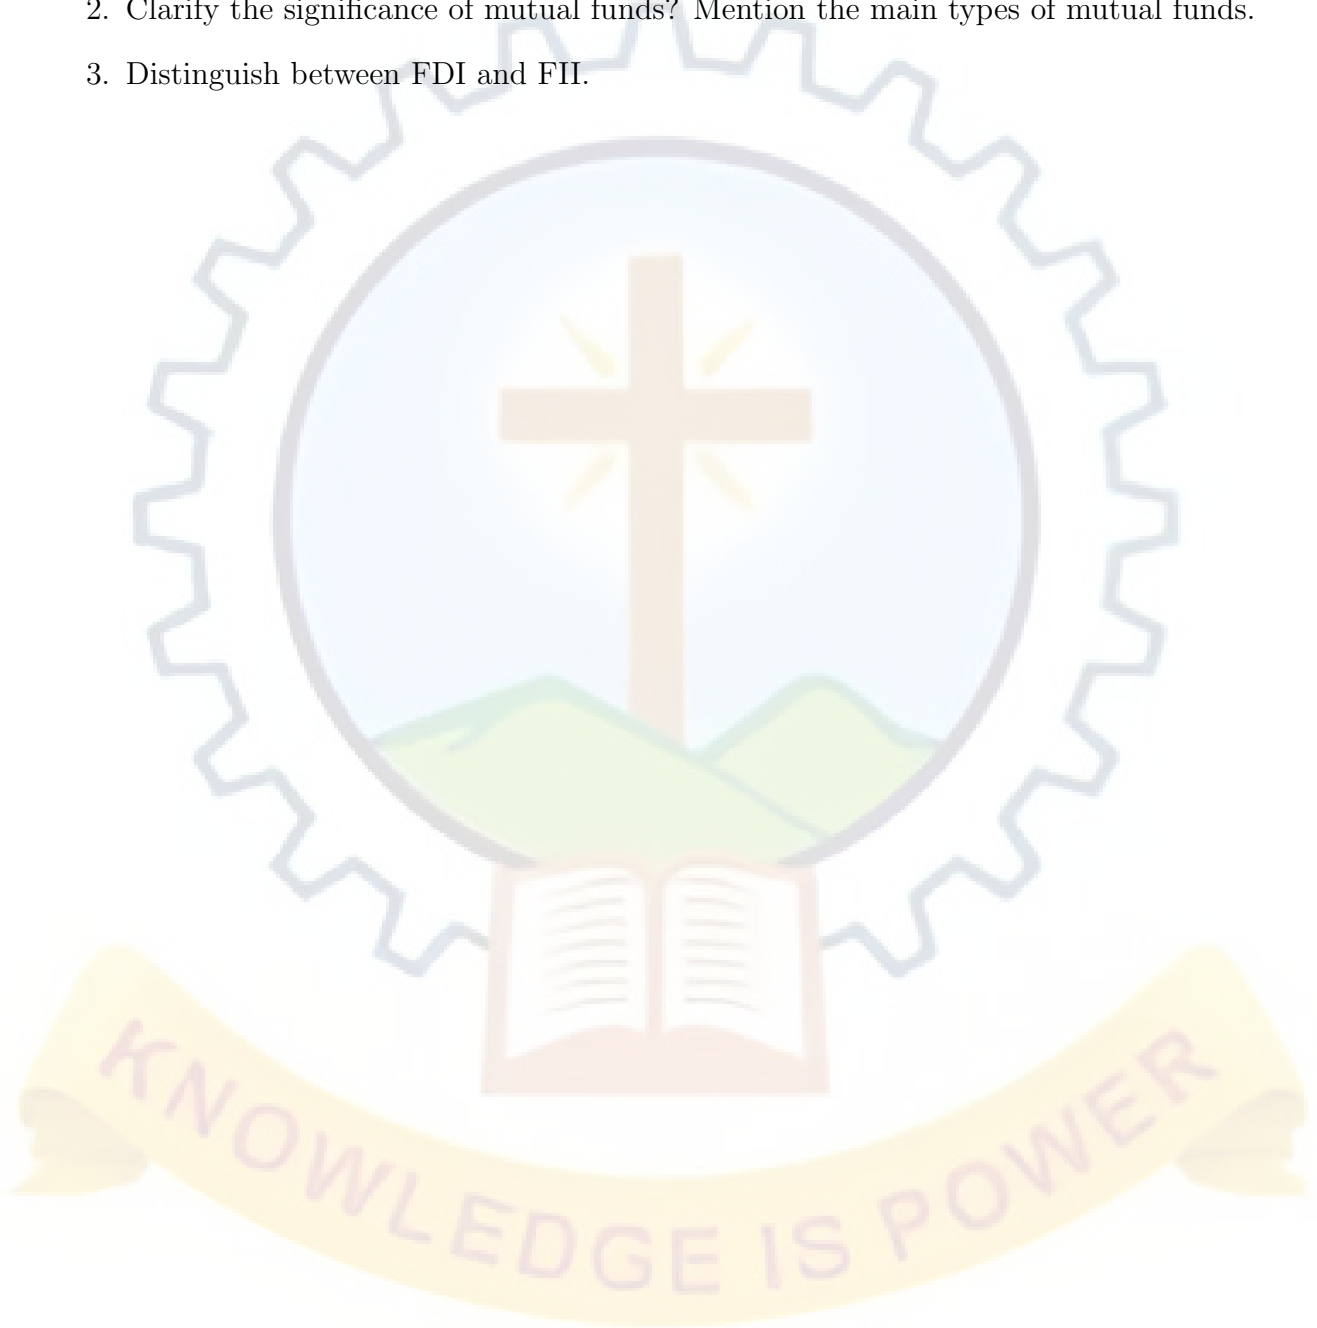 2. Clarify the significance of mutual funds? Mention the main types of mutual funds.
3. Distinguish between FDI and FII.
KNOWLEDGE IS POWER